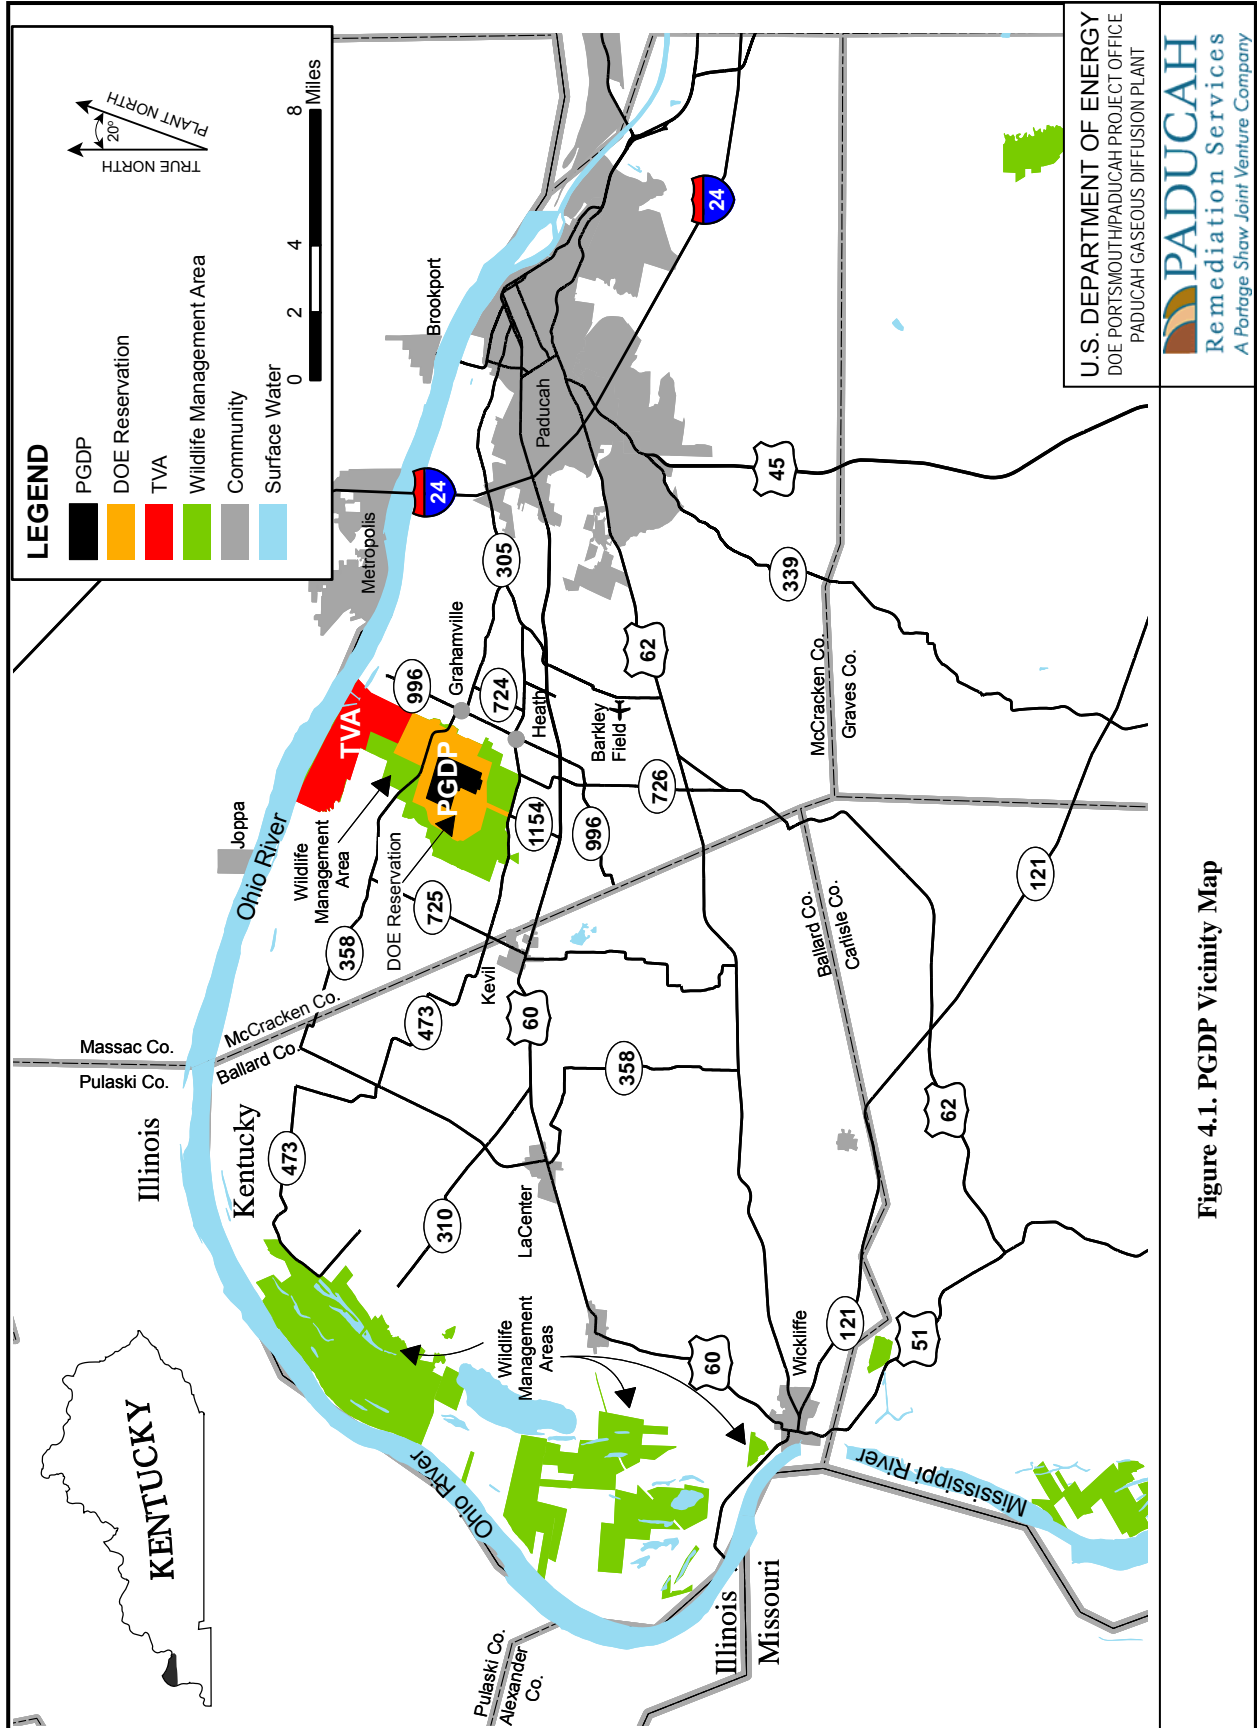 KENTUCKY
LEGEND
PGDP
DOE Reservation
TVA
Wildlife Management Area
Community
Surface Water
0
2
4
8
Miles
TRUE NORTH
20º
PLANT NORTH
Massac Co.
Pulaski Co.
Illinois
Kentucky
McCracken Co.
Ballard Co.
Ohio River
Joppa
Metropolis
Brookport
24
TVA
Wildlife
Management
Area
PGDP
DOE Reservation
996
Grahamville
305
724
Heath
Paducah
24
358
725
473
Kevil
1154
996
Barkley
Field
62
60
726
45
339
473
310
LaCenter
358
McCracken Co.
Graves Co.
Ballard Co.
Carlisle Co.
121
62
Wildlife
Management
Areas
60
Wickliffe
121
51
Ohio River
Mississippi River
Pulaski Co.
Alexander
Co.
Illinois
Missouri
U.S. DEPARTMENT OF ENERGY
DOE PORTSMOUTH/PADUCAH PROJECT OFFICE
PADUCAH GASEOUS DIFFUSION PLANT
PADUCAH
Remediation Services
A Portage Shaw Joint Venture Company
Figure 4.1. PGDP Vicinity Map